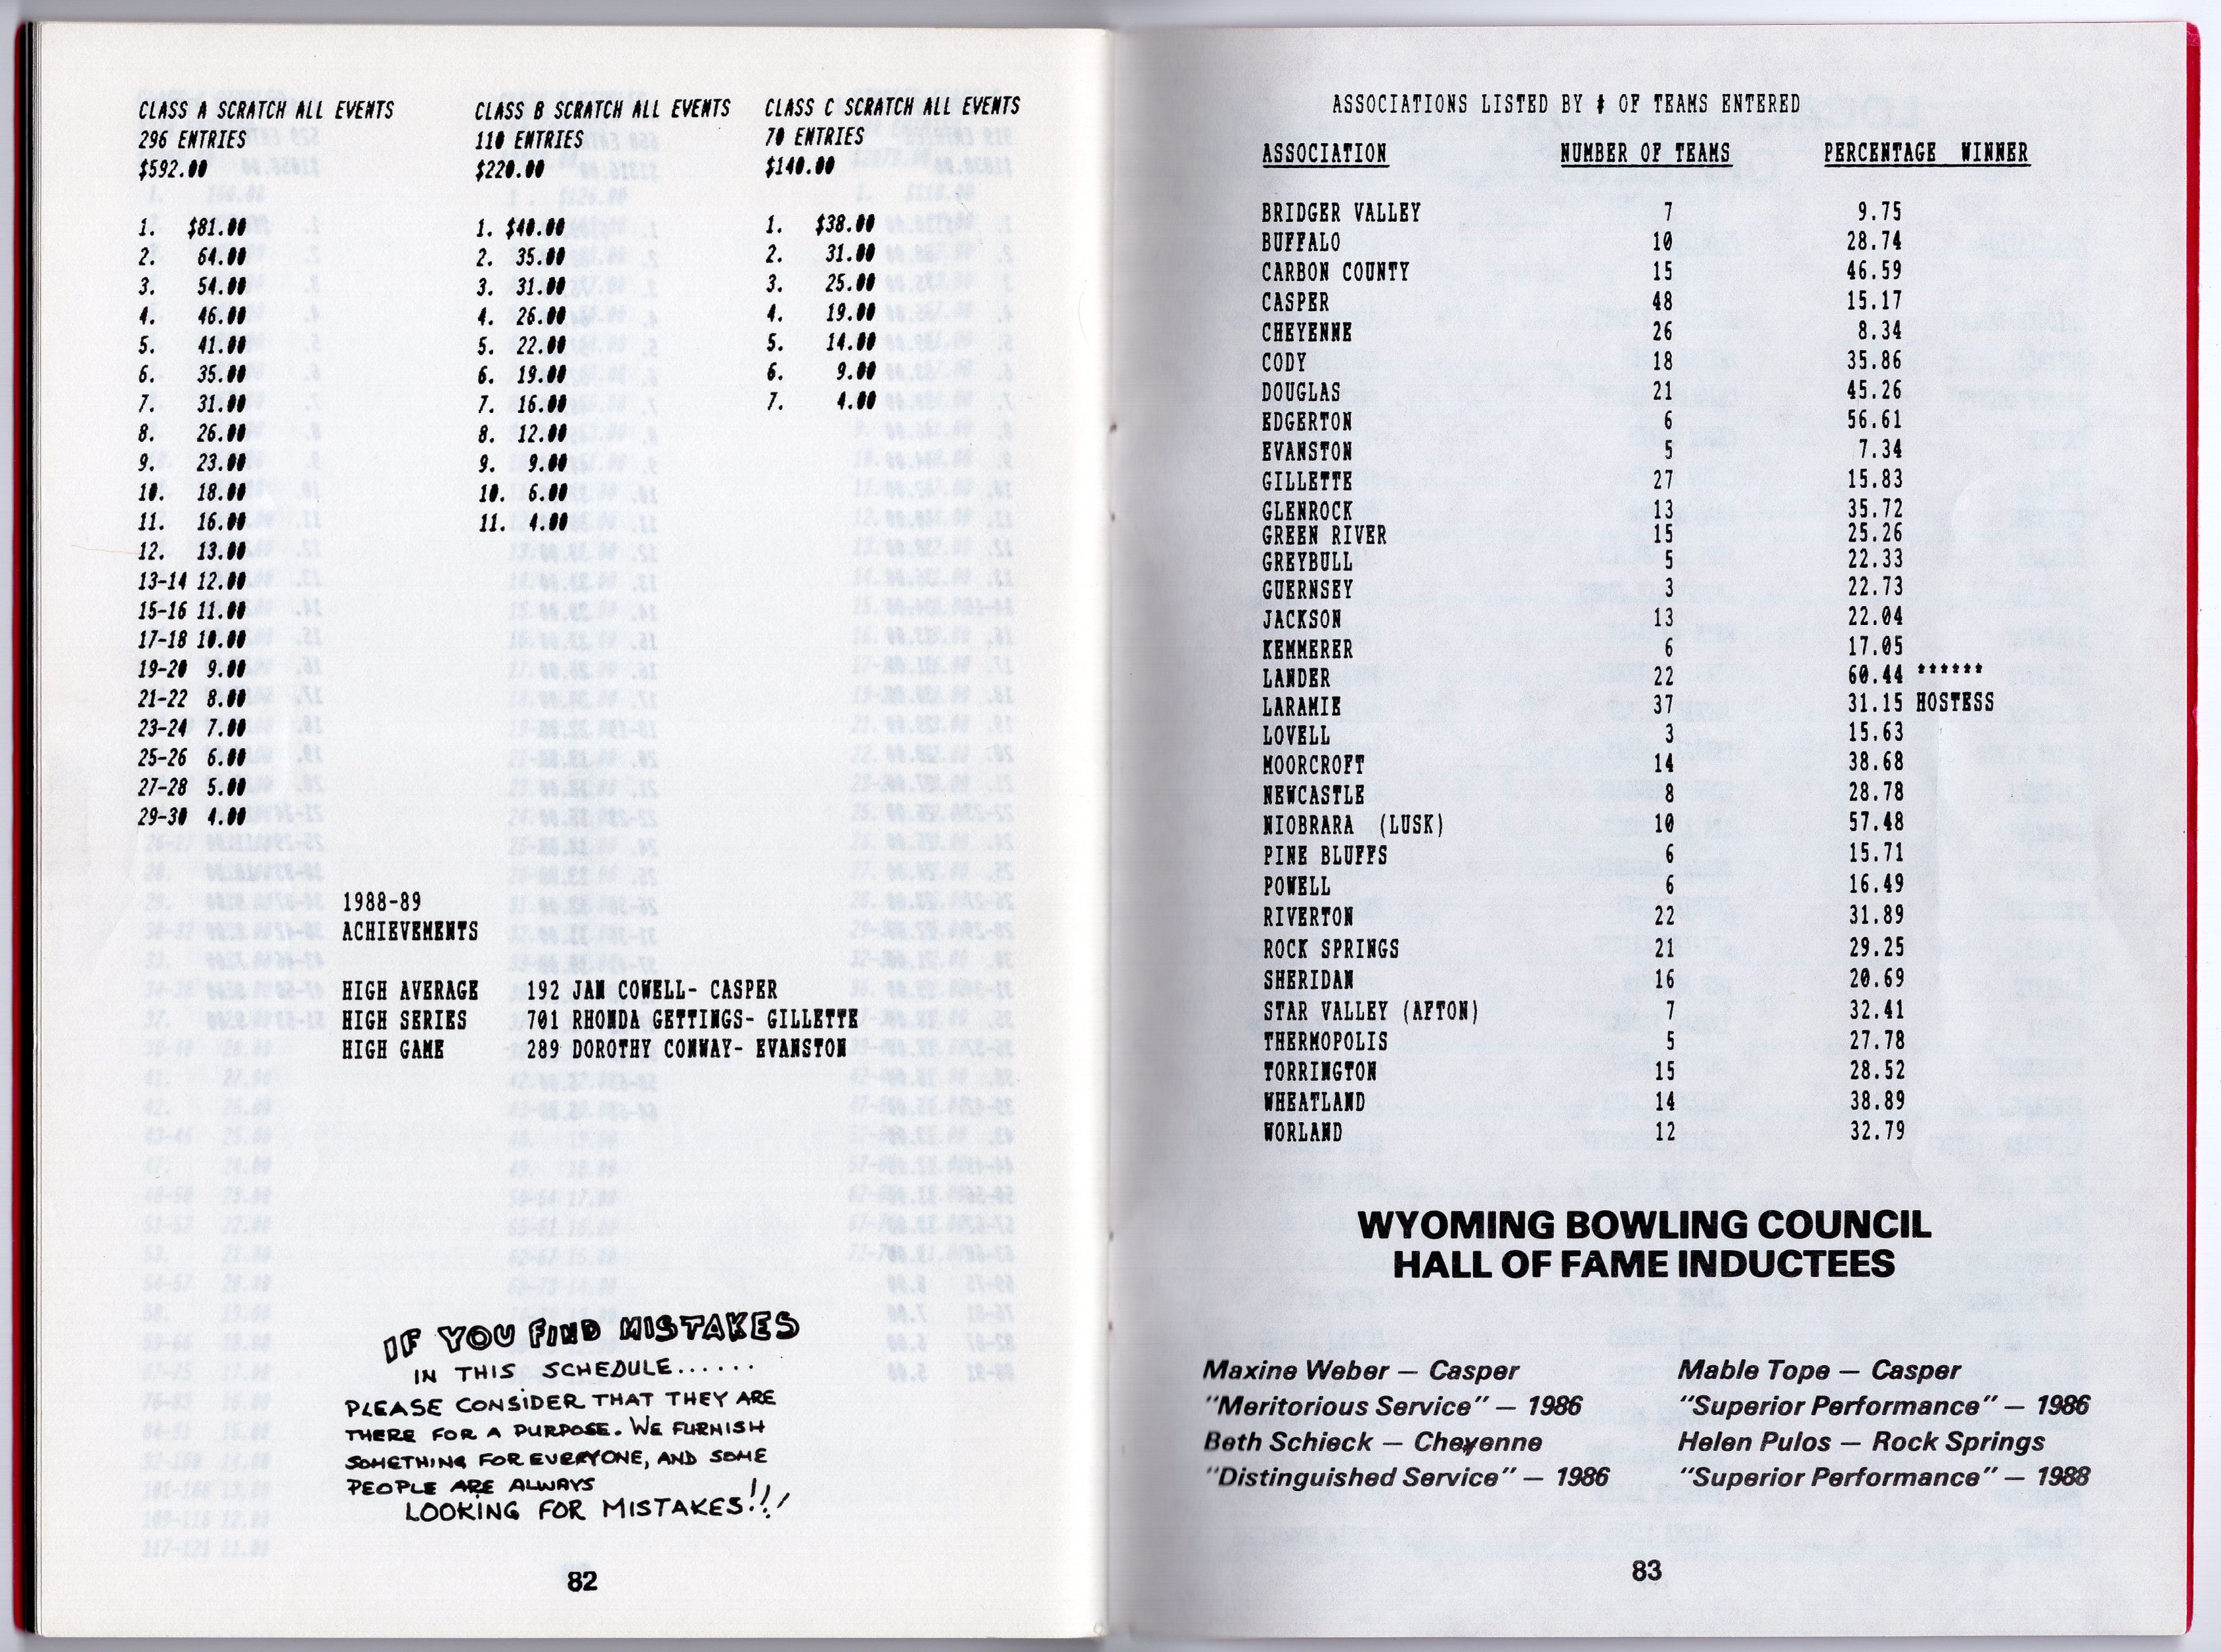 CLASS A SCRATCH ALL EVENTS
296 ENTRIES
$592.00
1. $81.00
2. 64.00
3. 54.00
4. 46.00
5. 41.00
6. 35.00
7. 31.00
8. 26.00
9. 23.00
10. 18.00
11. 16.00
12. 13.00
13-14 12.00
15-16 11.00
17-18 10.00
19-20 9.00
21-22 8.00
23-24 7.00
25-26 6.00
27-28 5.00
29-30 4.00
CLASS B SCRATCH ALL EVENTS
110 ENTRIES
$220.00
1. $40.00
2. 35.00
3. 31.00
4. 26.00
5. 22.00
6. 19.00
7. 16.00
8. 12.00
9. 9.00
10. 6.00
11. 4.00
CLASS C SCRATCH ALL EVENTS
70 ENTRIES
$140.00
1. $38.00
2. 31.00
3. 25.00
4. 19.00
5. 14.00
6. 9.00
7. 4.00
1988-89
ACHIEVEMENTS
HIGH AVERAGE 192 JAN COWELL- CASPER
HIGH SERIES 701 RHONDA GETTINGS- GILLETTE
HIGH GAME 289 DOROTHY CONWAY- EVANSTON
IF YOU FIND MISTAKES
IN THIS SCHEDULE......
PLEASE CONSIDER THAT THEY ARE
THERE FOR A PURPOSE. WE FURNISH
SOMETHING FOR EVERYONE, AND SOME
PEOPLE ARE ALWAYS
LOOKING FOR MISTAKES!!!
82
ASSOCIATIONS LISTED BY # OF TEAMS ENTERED
ASSOCIATION NUMBER OF TEAMS PERCENTAGE WINNER
BRIDGER VALLEY 7 9.75
BUFFALO 10 28.74
CARBON COUNTY 15 46.59
CASPER 48 15.17
CHEYENNE 26 8.34
CODY 18 35.86
DOUGLAS 21 45.26
EDGERTON 6 56.61
EVANSTON 5 7.34
GILLETTE 27 15.83
GLENROCK 13 35.72
GREEN RIVER 15 25.26
GREYBULL 5 22.33
GUERNSEY 3 22.73
JACKSON 13 22.04
KEMMERER 6 17.05
LANDER 22 60.44 ******
LARAMIE 37 31.15 HOSTESS
LOVELL 3 15.63
MOORCROFT 14 38.68
NEWCASTLE 8 28.78
NIOBRARA (LUSK) 10 57.48
PINE BLUFFS 6 15.71
POWELL 6 16.49
RIVERTON 22 31.89
ROCK SPRINGS 21 29.25
SHERIDAN 16 20.69
STAR VALLEY (AFTON) 7 32.41
THERMOPOLIS 5 27.78
TORRINGTON 15 28.52
WHEATLAND 14 38.89
WORLAND 12 32.79
WYOMING BOWLING COUNCIL
HALL OF FAME INDUCTEES
Maxine Weber — Casper
"Meritorious Service" — 1986
Beth Schieck — Cheyenne
"Distinguished Service" — 1986
Mable Tope — Casper
"Superior Performance" — 1986
Helen Pulos — Rock Springs
"Superior Performance" — 1988
83